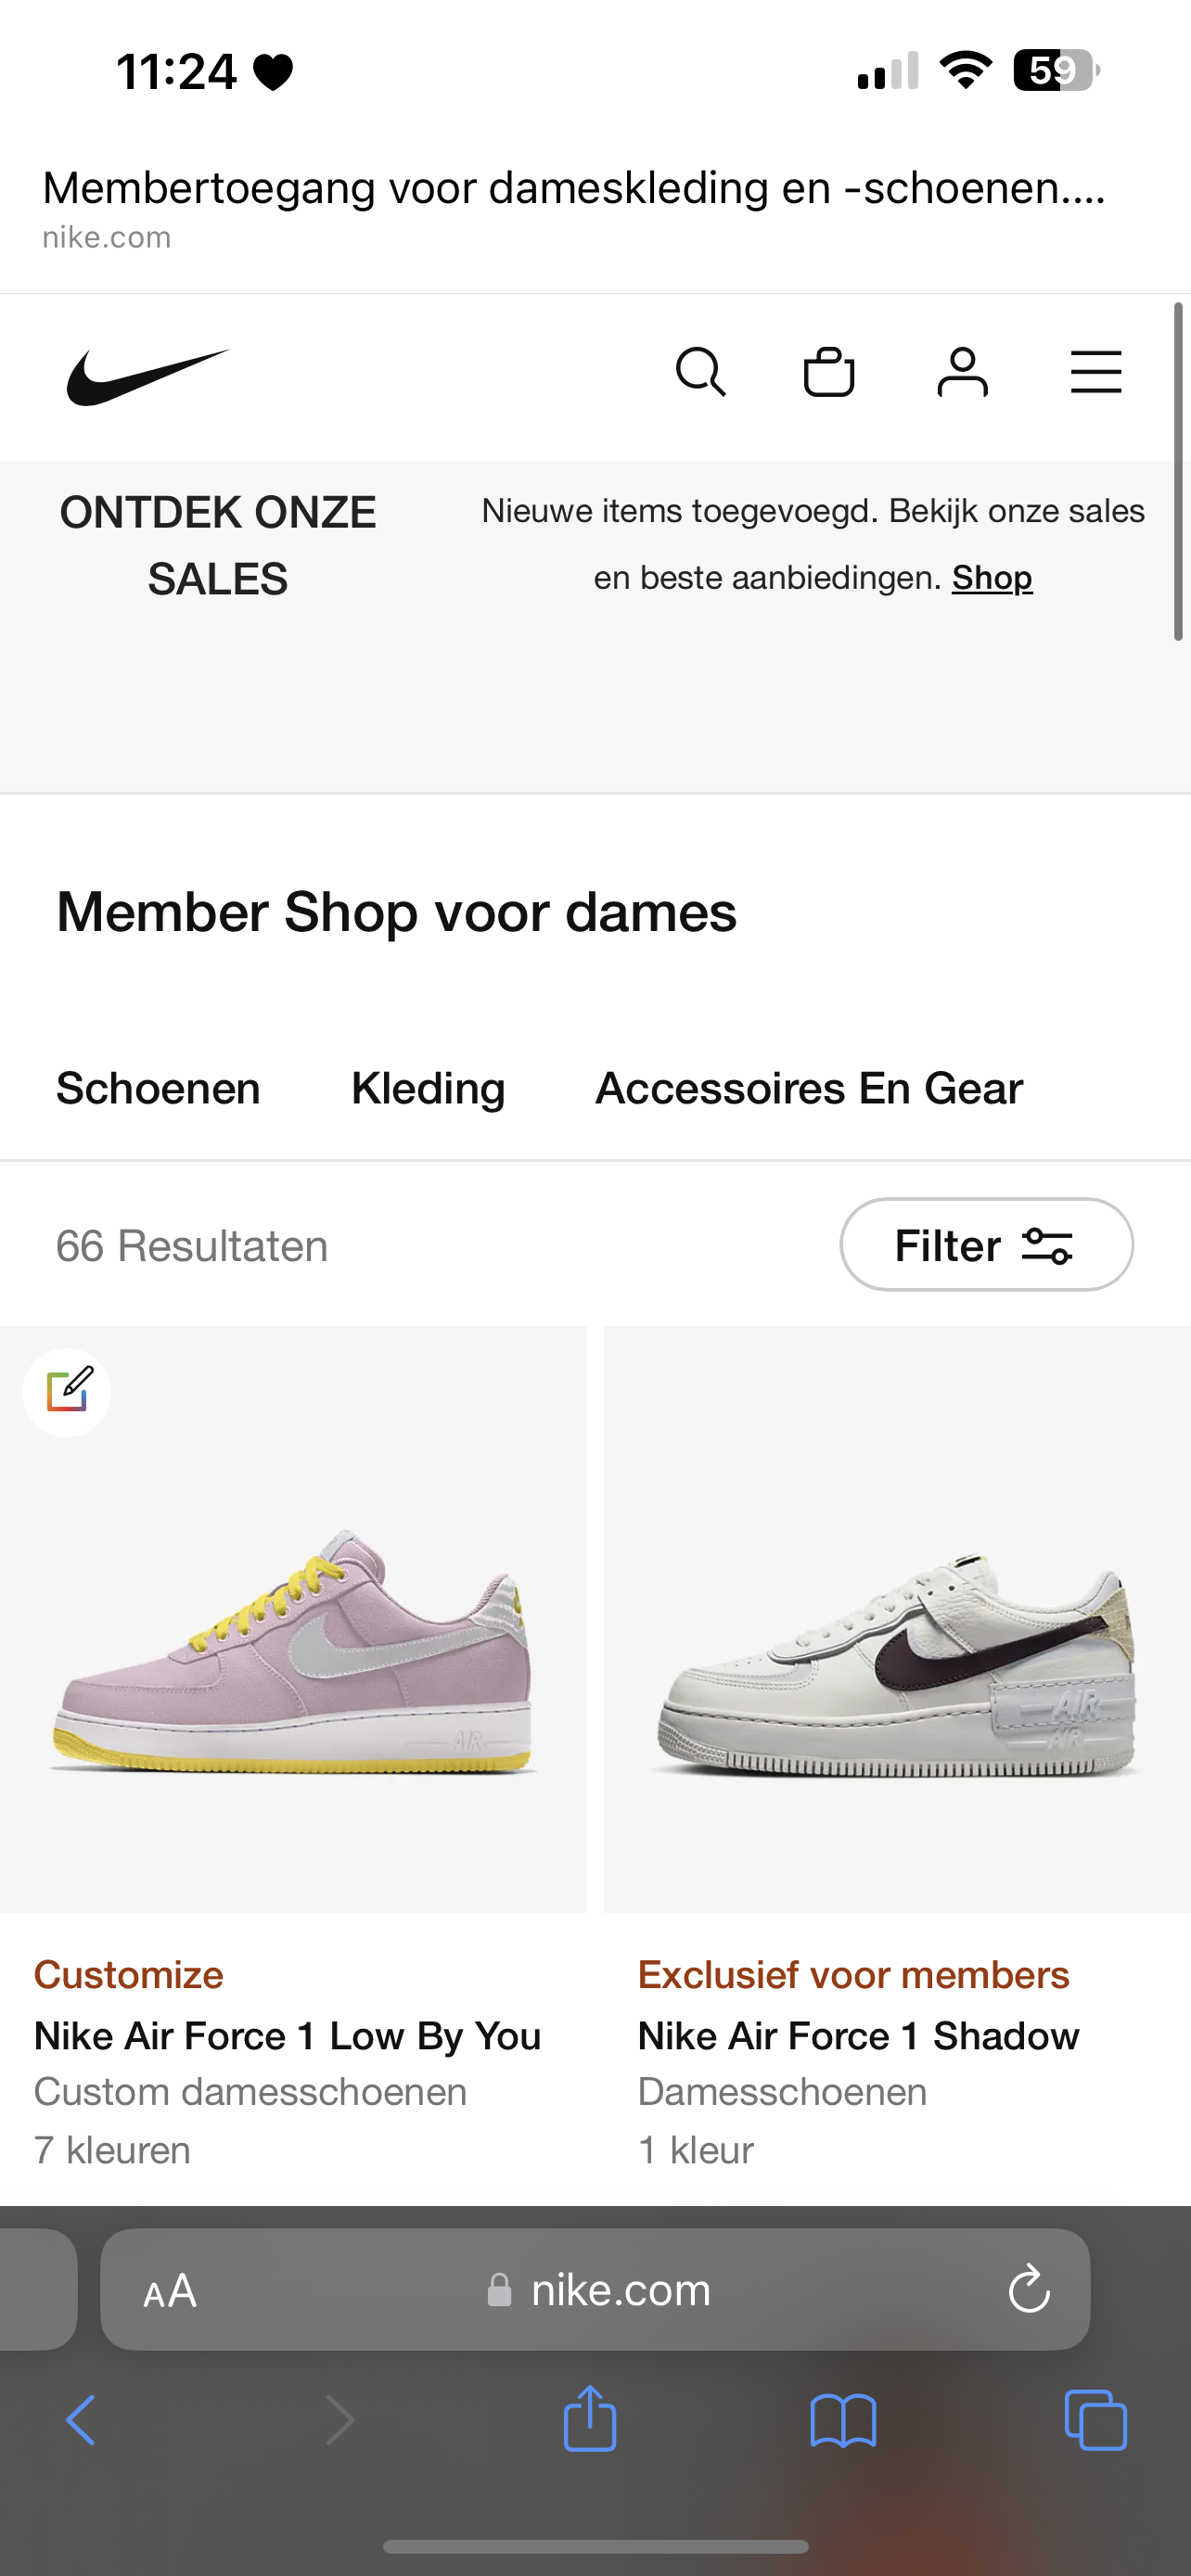 11:24
59
Membertoegang voor dameskleding en -schoenen....
nike.com
ONTDEK ONZE
SALES
Nieuwe items toegevoegd. Bekijk onze sales
en beste aanbiedingen. Shop
Member Shop voor dames
Schoenen Kleding Accessoires En Gear
66 Resultaten
Filter
AIR
AIR
AIR
Customize
Nike Air Force 1 Low By You
Custom damesschoenen
7 kleuren
Exclusief voor members
Nike Air Force 1 Shadow
Damesschoenen
1 kleur
AA
nike.com